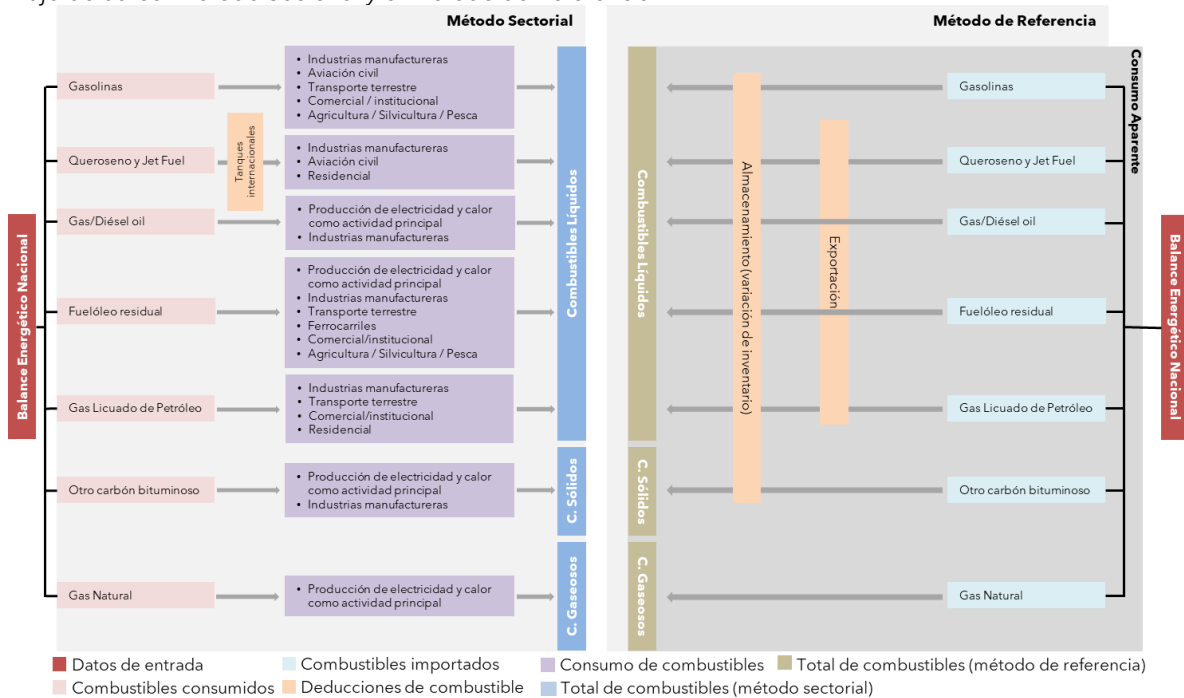 Método Sectorial
Balance Energético Nacional
Gasolinas
Queroseno y Jet Fuel
Gas/Diésel oil
Fuelóleo residual
Gas Licuado de Petróleo
Otro carbón bituminoso
Gas Natural
Tanques
internacionales
• Industrias manufactureras
• Aviación civil
• Transporte terrestre
• Comercial / institucional
• Agricultura / Silvicultura / Pesca
• Industrias manufactureras
• Aviación civil
• Residencial
• Producción de electricidad y calor
como actividad principal
• Industrias manufactureras
• Producción de electricidad y calor
como actividad principal
• Industrias manufactureras
• Transporte terrestre
• Ferrocarriles
• Comercial/institucional
• Agricultura / Silvicultura / Pesca
• Industrias manufactureras
• Transporte terrestre
• Comercial/institucional
• Residencial
• Producción de electricidad y calor
como actividad principal
• Industrias manufactureras
• Producción de electricidad y calor
como actividad principal
Combustibles Líquidos
C. Sólidos
C. Gaseosos
Método de Referencia
Combustibles Líquidos
C. Sólidos
C. Gaseosos
Almacenamiento (variación de inventario)
Exportación
Gasolinas
Queroseno y Jet Fuel
Gas/Diésel oil
Fuelóleo residual
Gas Licuado de Petróleo
Otro carbón bituminoso
Gas Natural
Consumo Aparente
Balance Energético Nacional
Datos de entrada
Combustibles importados
Consumo de combustibles
Total de combustibles (método de referencia)
Combustibles consumidos
Deducciones de combustible
Total de combustibles (método sectorial)